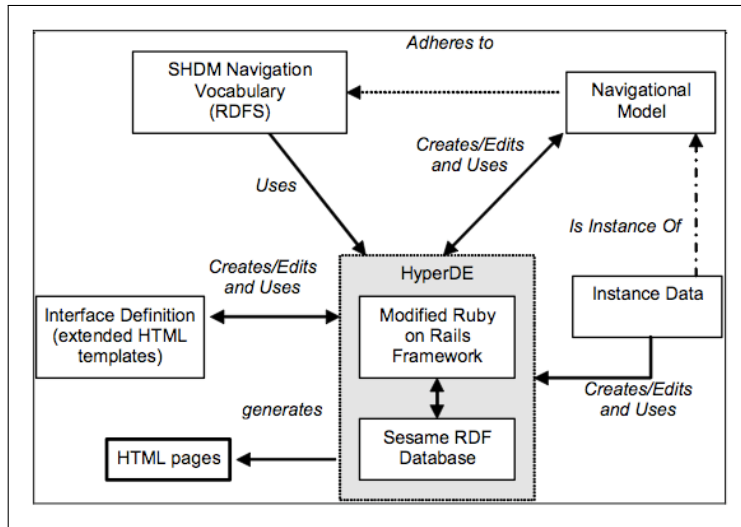 Adheres to
SHDM Navigation
Vocabulary
(RDFS)
Navigational
Model
Creates/Edits
and Uses
Uses
Is Instance Of
HyperDE
Creates/Edits
and Uses
Instance Data
Interface Definition
(extended HTML
templates)
Modified Ruby
on Rails
Framework
Creates/Edits
and Uses
generates
Sesame RDF
Database
HTML pages